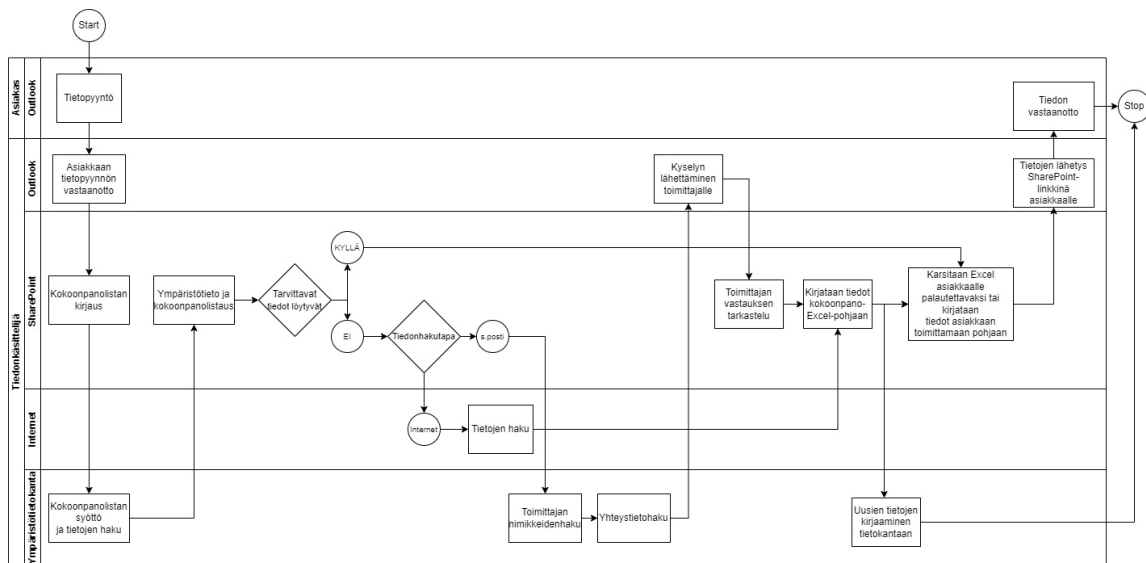 Start
Asiakas
Outlook
Tietopyyntö
Tiedon
vastaanotto
Stop
Tiedonkäsittelijä
Outlook
Asiakkaan
tietopyynnön
vastaanotto
Kyselyn
lähettäminen
toimittajalle
Tietojen lähetys
SharePoint-
linkkinä
asiakkaalle
SharePoint
Kokoonpanolistan
kirjaus
Ympäristötieto ja
kokoonpanolistaus
Tarvittavat
tiedot löytyvät
KYLLÄ
EI
Tiedonhakutapa
s.posti
Toimittajan
vastauksen
tarkastelu
Kirjataan tiedot
kokoonpano-
Excel-pohjaan
Karsitaan Excel
asiakkaalle
palautettavaksi tai
kirjataan
tiedot asiakkaan
toimittamaan pohjaan
Internet
Internet
Tietojen haku
Ympäristötietokanta
Kokoonpanolistan
syöttö
ja tietojen haku
Toimittajan
nimikkeidenhaku
Yhteystietohaku
Uusien tietojen
kirjaaminen
tietokantaan